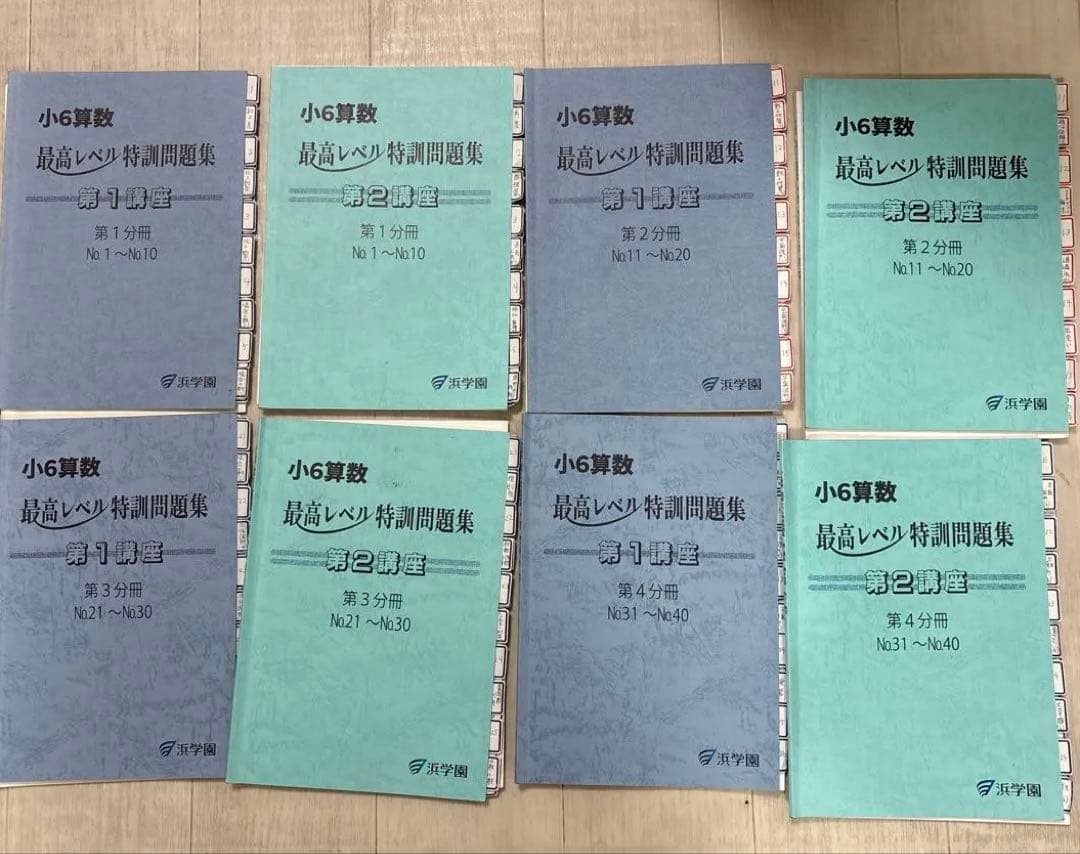 小6算数
最高レベル特訓問題集
第1講座
第1分冊
No.1～No.10
浜学園
小6算数
最高レベル特訓問題集
第2講座
第1分冊
No.1～No.10
浜学園
小6算数
最高レベル特訓問題集
第1講座
第2分冊
No.11～No.20
浜学園
小6算数
最高レベル特訓問題集
第2講座
第2分冊
No.11～No.20
浜学園
小6算数
最高レベル特訓問題集
第1講座
第3分冊
No.21～No.30
浜学園
小6算数
最高レベル特訓問題集
第2講座
第3分冊
No.21～No.30
浜学園
小6算数
最高レベル特訓問題集
第1講座
第4分冊
No.31～No.40
浜学園
小6算数
最高レベル特訓問題集
第2講座
第4分冊
No.31～No.40
浜学園